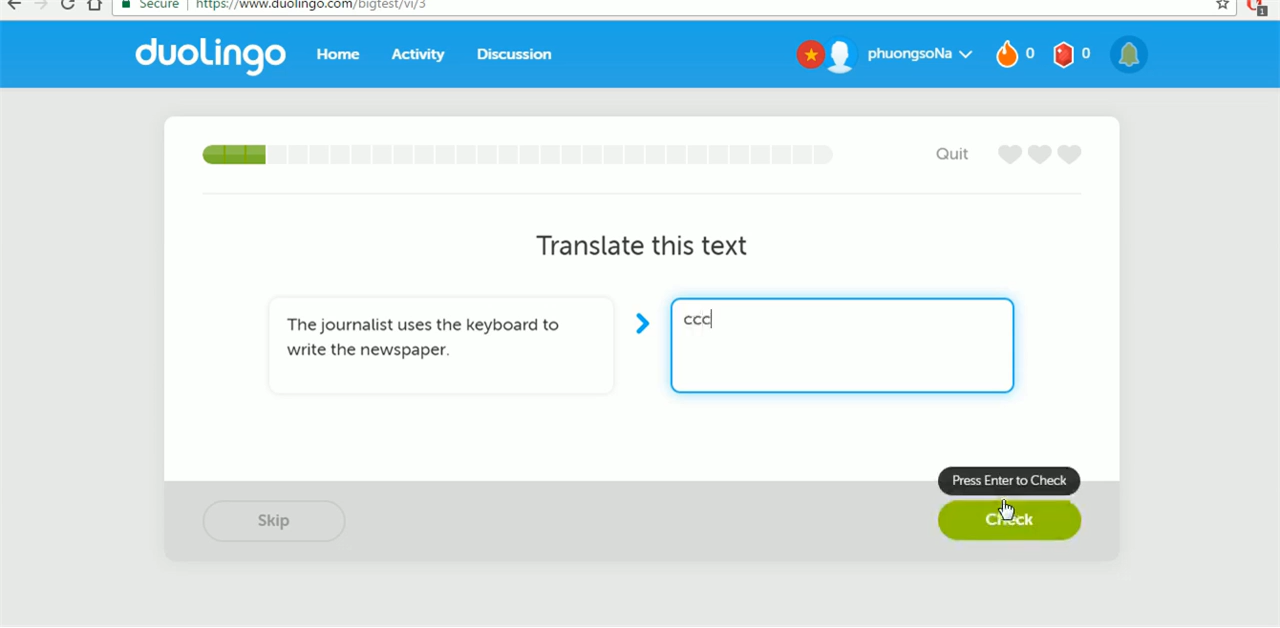 Secure https://www.duolingo.com/bigtest/vi/3
1
duolingo Home Activity Discussion phuongsoNa 0 0
Quit
Translate this text
The journalist uses the keyboard to
write the newspaper.
ccc
Press Enter to Check
Skip Check